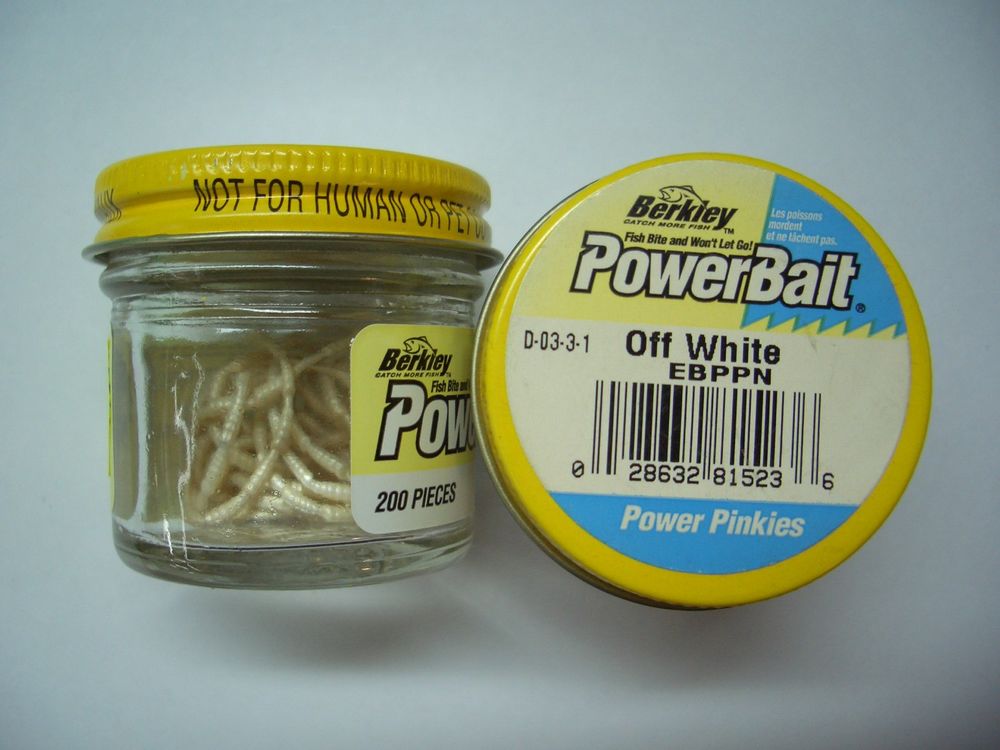 NOT FOR HUMAN OR PET
Berkley
CATCH MORE FISH™
Fish Bite and
Pow
200 PIECES
Berkley
CATCH MORE FISH™
Fish Bite and Won't Let Go!
PowerBait®
Les poissons
mordent
et ne lâchent pas.
D-03-3-1
Off White
EBPPN
0 28632 81523 6
Power Pinkies